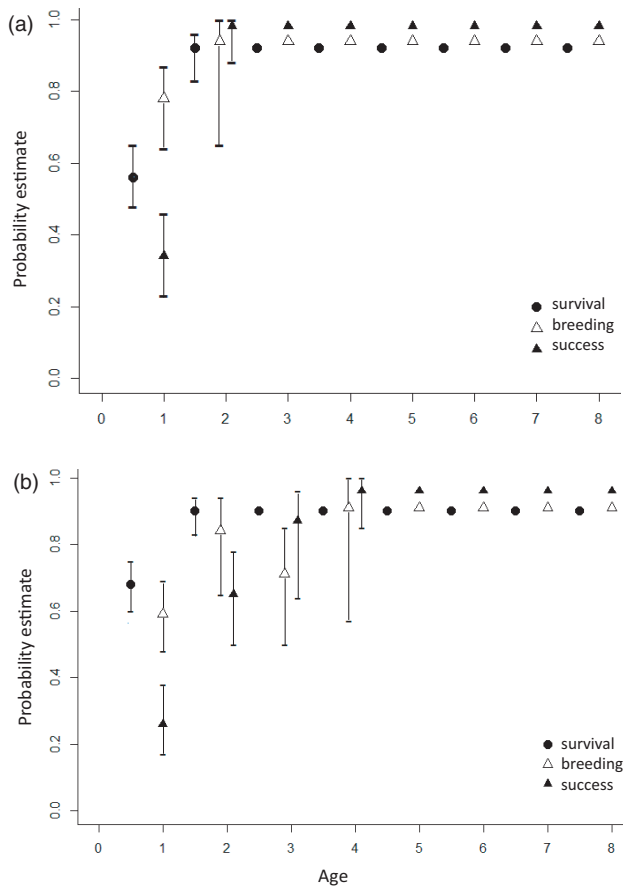 (a)
1.0
0.8
0.6
0.4
0.2
0.0
Probability estimate
survival
breeding
success
0 1 2 3 4 5 6 7 8
(b)
1.0
0.8
0.6
0.4
0.2
0.0
Probability estimate
survival
breeding
success
0 1 2 3 4 5 6 7 8
Age